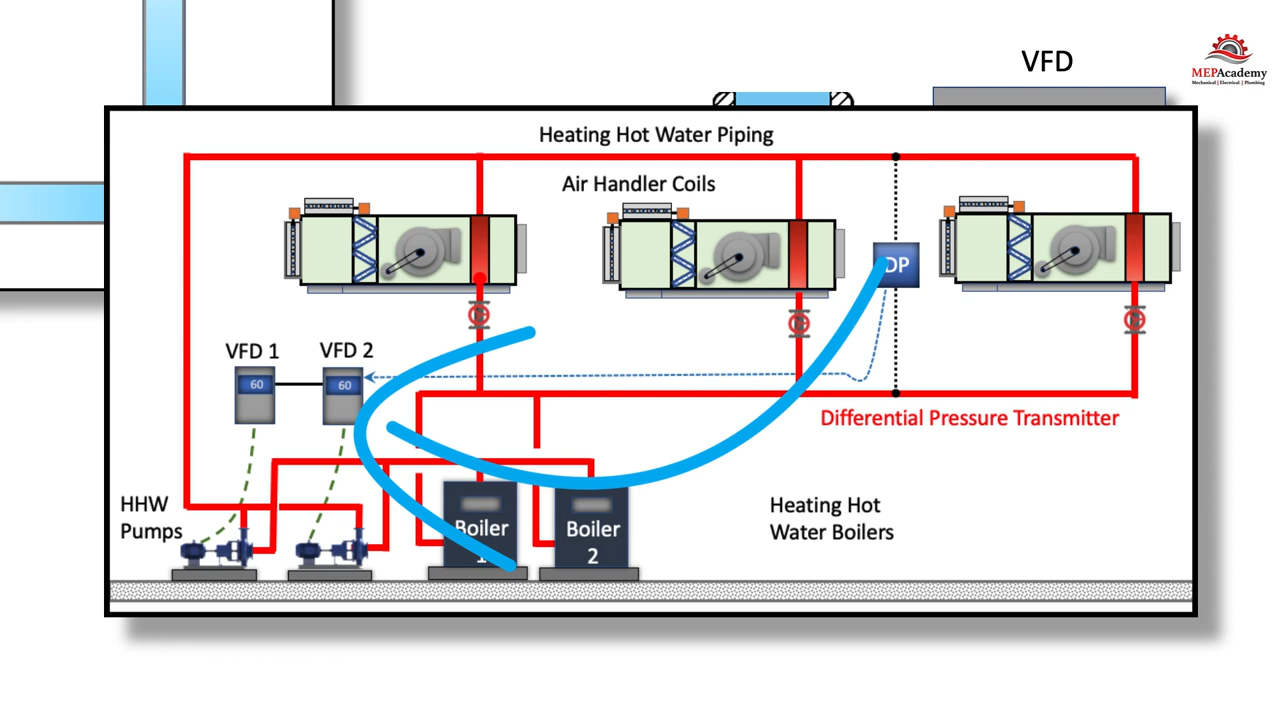 VFD
MEPAcademy
Mechanical | Electrical | Plumbing
Heating Hot Water Piping
Air Handler Coils
DP
VFD 1
VFD 2
60
60
Differential Pressure Transmitter
HHW
Pumps
Boiler
1
Boiler
2
Heating Hot
Water Boilers